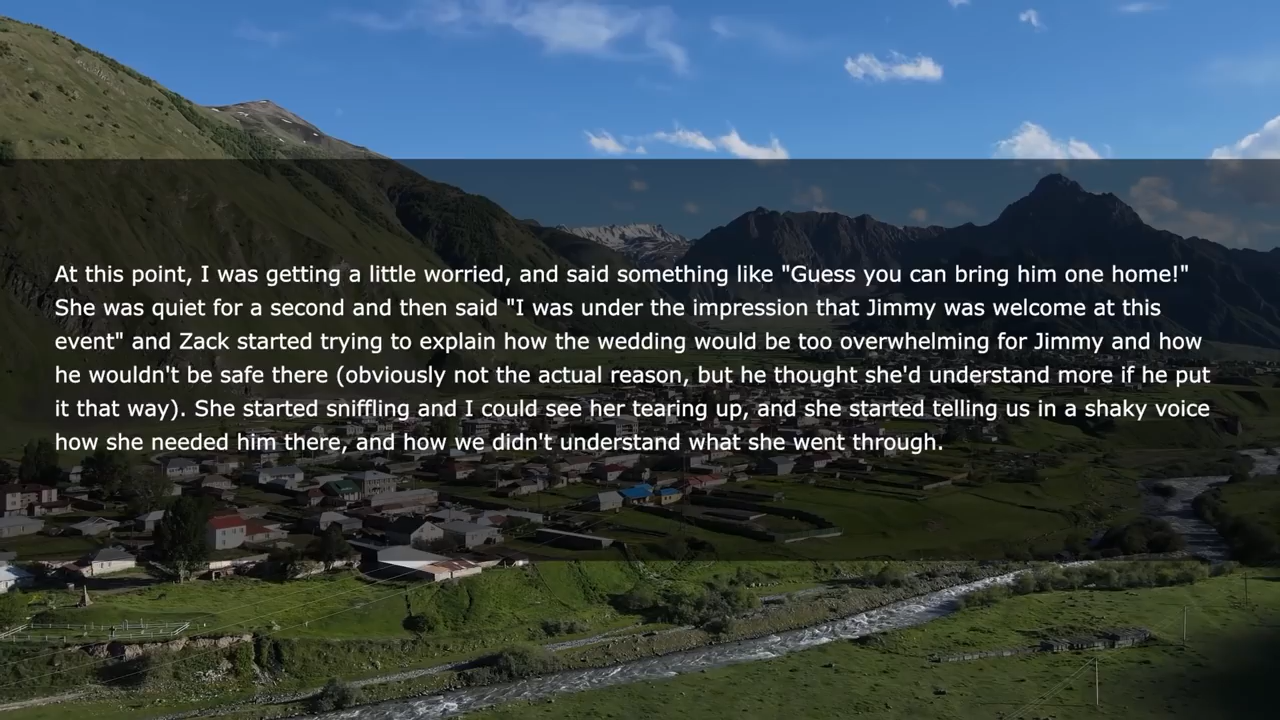 At this point, I was getting a little worried, and said something like "Guess you can bring him one home!"
She was quiet for a second and then said "I was under the impression that Jimmy was welcome at this
event" and Zack started trying to explain how the wedding would be too overwhelming for Jimmy and how
he wouldn't be safe there (obviously not the actual reason, but he thought she'd understand more if he put
it that way). She started sniffling and I could see her tearing up, and she started telling us in a shaky voice
how she needed him there, and how we didn't understand what she went through.